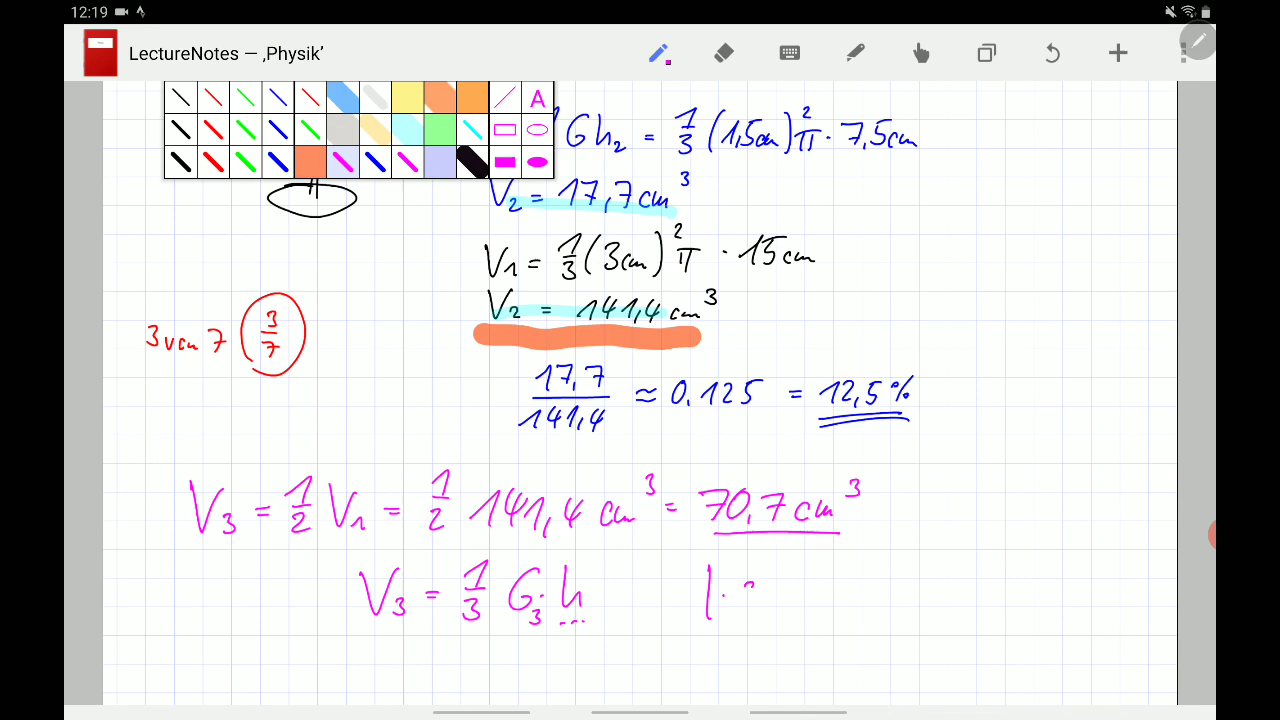 12:19
LectureNotes — ‚Physik’
A
G h₂ = 1/3 (1,5cm)² π · 7,5cm
V₂ = 17,7 cm³
V₁ = 1/3 (3cm)² π · 15cm
V₂ = 141,4 cm³
3 von 7 3/7
17,7/141,4 ≈ 0,125 = 12,5%
V₃ = 1/2 V₁ = 1/2 141,4 cm³ = 70,7 cm³
V₃ = 1/3 G₃ · h | ·